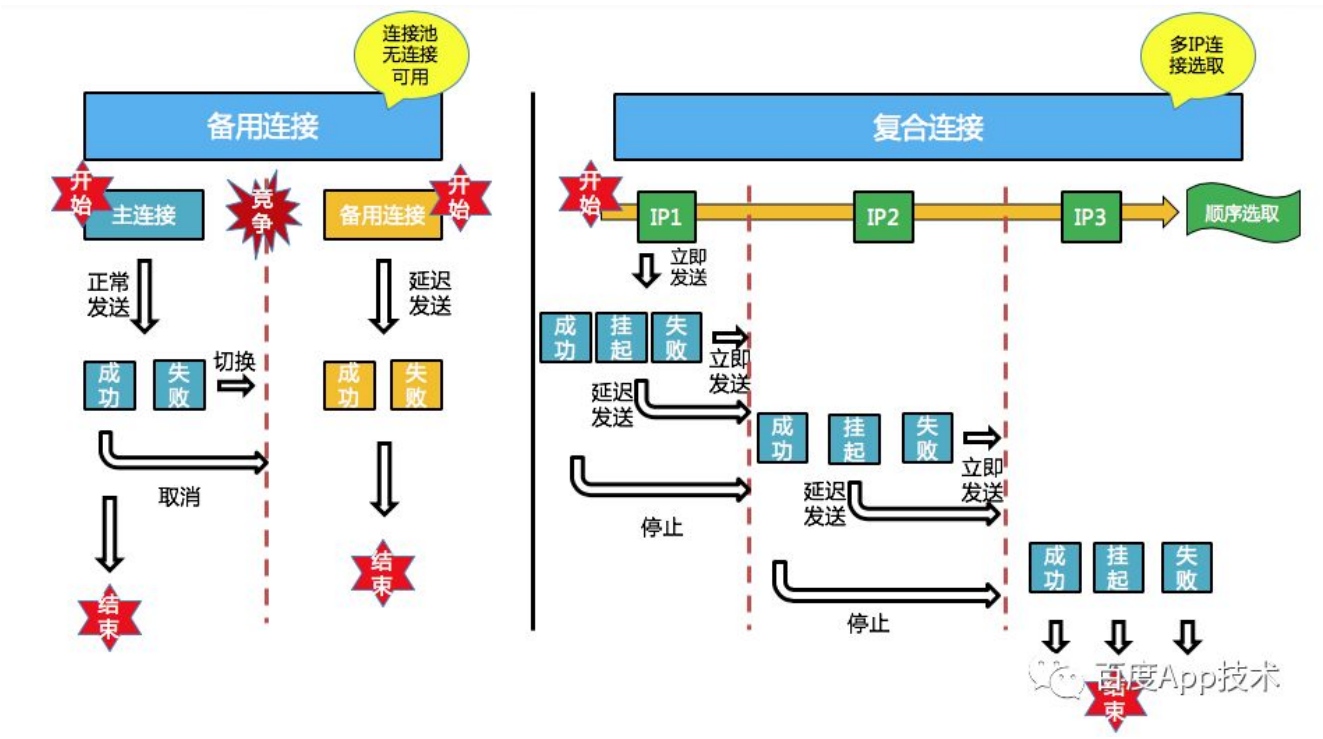 连接池
无连接
可用
备用连接
开
始
主连接
竞
争
备用连接
开
始
正常
发送
延迟
发送
成
功
失
败
切换
成
功
失
败
取消
结
束
结
束
多IP连
接选取
复合连接
开
始
IP1
IP2
IP3
顺序选取
立即
发送
成
功
挂
起
失
败
立即
发送
延迟
发送
成
功
挂
起
失
败
立即
发送
延迟
发送
停止
成
功
挂
起
失
败
停止
百度App技术
结
束